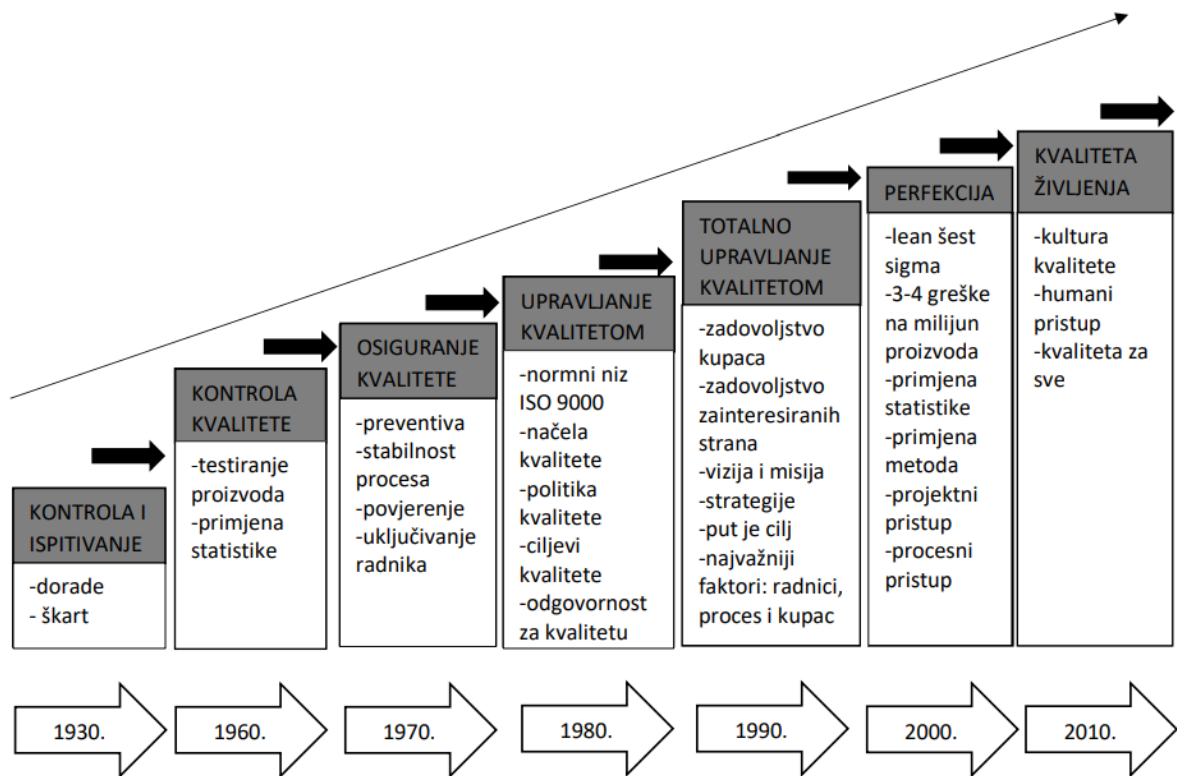 KONTROLA I
ISPITIVANJE
-dorade
- škart
KONTROLA
KVALITETE
-testiranje
proizvoda
-primjena
statistike
OSIGURANJE
KVALITETE
-preventiva
-stabilnost
procesa
-povjerenje
-uključivanje
radnika
UPRAVLJANJE
KVALITETOM
-normni niz
ISO 9000
-načela
kvalitete
-politika
kvalitete
-ciljevi
kvalitete
-odgovornost
za kvalitetu
TOTALNO
UPRAVLJANJE
KVALITETOM
-zadovoljstvo
kupaca
-zadovoljstvo
zainteresiranih
strana
-vizija i misija
-strategije
-put je cilj
-najvažniji
faktori: radnici,
proces i kupac
PERFEKCIJA
-lean šest
sigma
-3-4 greške
na milijun
proizvoda
-primjena
statistike
-primjena
metoda
-projektni
pristup
-procesni
pristup
KVALITETA
ŽIVLJENJA
-kultura
kvalitete
-humani
pristup
-kvaliteta za
sve
1930.
1960.
1970.
1980.
1990.
2000.
2010.